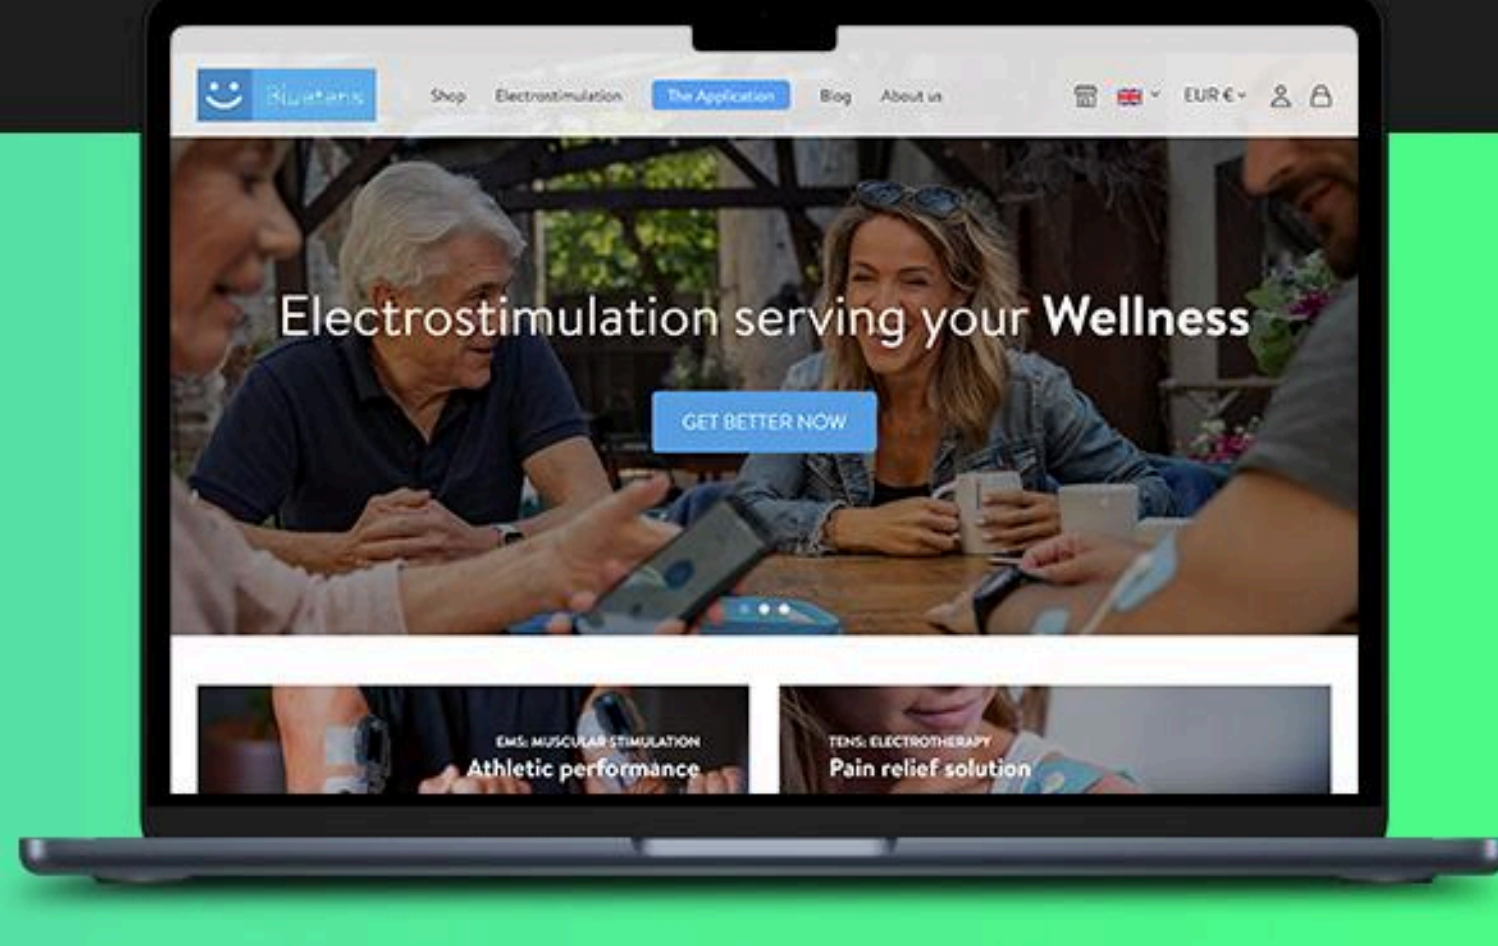 Bluetens
Shop
Electrostimulation
The Application
Blog
About us
EUR €
Electrostimulation serving your Wellness
GET BETTER NOW
EMS: MUSCULAR STIMULATION
Athletic performance
TENS: ELECTROTHERAPY
Pain relief solution